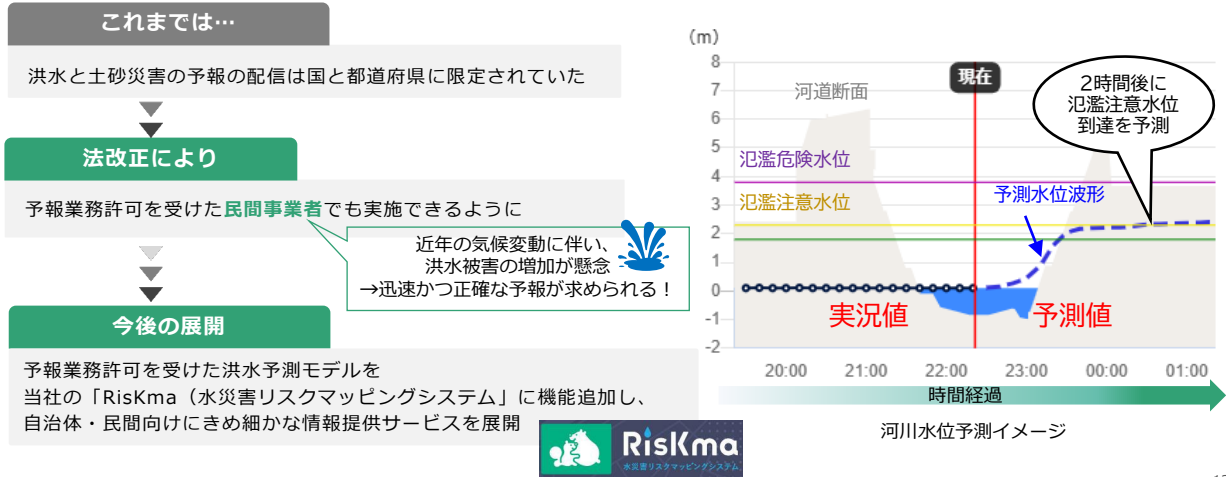 これまでは…
洪水と土砂災害の予報の配信は国と都道府県に限定されていた
法改正により
予報業務許可を受けた民間事業者でも実施できるように
近年の気候変動に伴い、
洪水被害の増加が懸念
→迅速かつ正確な予報が求められる！
今後の展開
予報業務許可を受けた洪水予測モデルを
当社の「RisKma（水災害リスクマッピングシステム」に機能追加し、
自治体・民間向けにきめ細かな情報提供サービスを展開
RisKma
水災害リスクマッピングシステム
（m）
8
7
6
5
4
3
2
1
0
-1
-2
現在
河道断面
2時間後に
氾濫注意水位
到達を予測
氾濫危険水位
氾濫注意水位
予測水位波形
実況値
予測値
20:00 21:00 22:00 23:00 00:00 01:00
時間経過
河川水位予測イメージ